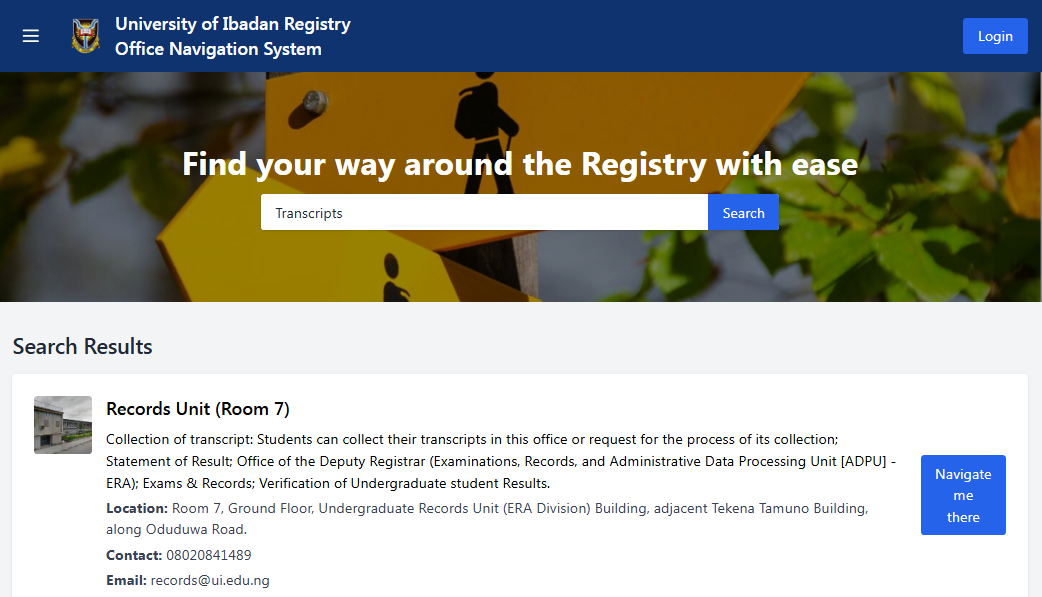 University of Ibadan Registry
Office Navigation System
Login
Find your way around the Registry with ease
Transcripts
Search
Search Results
Records Unit (Room 7)
Collection of transcript: Students can collect their transcripts in this office or request for the process of its collection;
Statement of Result; Office of the Deputy Registrar (Examinations, Records, and Administrative Data Processing Unit [ADPU] -
ERA); Exams & Records; Verification of Undergraduate student Results.
Location: Room 7, Ground Floor, Undergraduate Records Unit (ERA Division) Building, adjacent Tekena Tamuno Building,
along Oduduwa Road.
Contact: 08020841489
Email: records@ui.edu.ng
Navigate
me
there